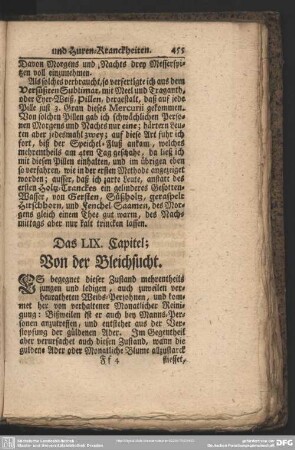 und Huren-Kranckheiten. 455
Davon Morgens und Naches drey Messerspi-
tzen voll einzunehmen.
Als solches verbraucht, so verfertigte ich aus dem
Versüsten Sublimat, mit Meel und Traganth,
oder Eyer-Weiß, Pillen, dergestalt, daß auf jede
Pille just 3. Gran dieses Mercurii gekommen.
Von solchen Pillen gab ich schwächlichen Perso-
nen Morgens und Nachts nur eine; härtern Leu-
ten aber jedesmahl zwey; auf diese Art fuhr ich
fort, biß der Speichel-Fluß ankam, welches
mehrentheils am 4ten Tag geschahe, da ließ ich
mit diesen Pillen einhalten, und im übrigen eben
so verfahren, wie in der ersten Methode angezeiget
worden; ausser, daß ich zarte Leute, anstatt des
ersten Holtz-Tranckes ein gelinderes Gesotten-
Wasser, von Gersten, Süßholtz, geraspelt
Hirschhorn, und Fenchel-Saamen, des Mor-
gens gleich einem Thee gut warm, des Nach-
mittags aber nur kalt trincken lassen.
Das LIX. Capitel;
Von der Bleichsucht.
ES begegnet dieser Zustand mehrentheils
jungen und ledigen, auch zuweilen ver-
heuratheten Weibs-Persohnen, und kom-
met her von verhaltener Monatlicher Reini-
gung: Bißweilen ist er auch bey Manns-Per-
sonen anzutreffen, und entstehet aus der Ver-
stopfung der güldenen Ader. Im Gegentheil
aber verursachet auch diesen Zustand, wann die
güldene Ader oder Monatliche Blume allzustarck
Ff 4 fliesset,